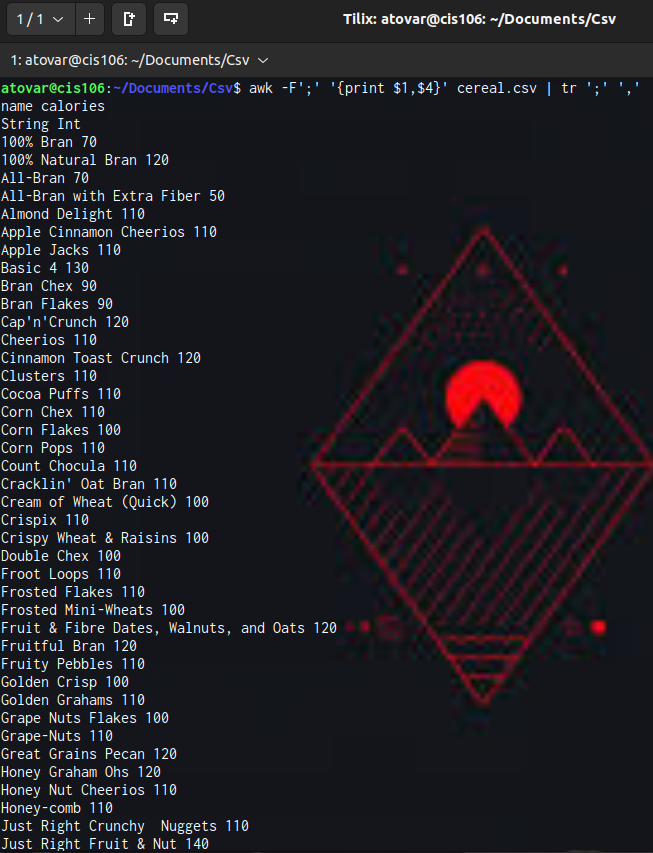 1 / 1
Tilix: atovar@cis106: ~/Documents/Csv
1: atovar@cis106: ~/Documents/Csv
atovar@cis106:~/Documents/Csv$ awk -F';' '{print $1,$4}' cereal.csv | tr ';' ','
name calories
String Int
100% Bran 70
100% Natural Bran 120
All-Bran 70
All-Bran with Extra Fiber 50
Almond Delight 110
Apple Cinnamon Cheerios 110
Apple Jacks 110
Basic 4 130
Bran Chex 90
Bran Flakes 90
Cap'n'Crunch 120
Cheerios 110
Cinnamon Toast Crunch 120
Clusters 110
Cocoa Puffs 110
Corn Chex 110
Corn Flakes 100
Corn Pops 110
Count Chocula 110
Cracklin' Oat Bran 110
Cream of Wheat (Quick) 100
Crispix 110
Crispy Wheat & Raisins 100
Double Chex 100
Froot Loops 110
Frosted Flakes 110
Frosted Mini-Wheats 100
Fruit & Fibre Dates, Walnuts, and Oats 120
Fruitful Bran 120
Fruity Pebbles 110
Golden Crisp 100
Golden Grahams 110
Grape Nuts Flakes 100
Grape-Nuts 110
Great Grains Pecan 120
Honey Graham Ohs 120
Honey Nut Cheerios 110
Honey-comb 110
Just Right Crunchy  Nuggets 110
Just Right Fruit & Nut 140